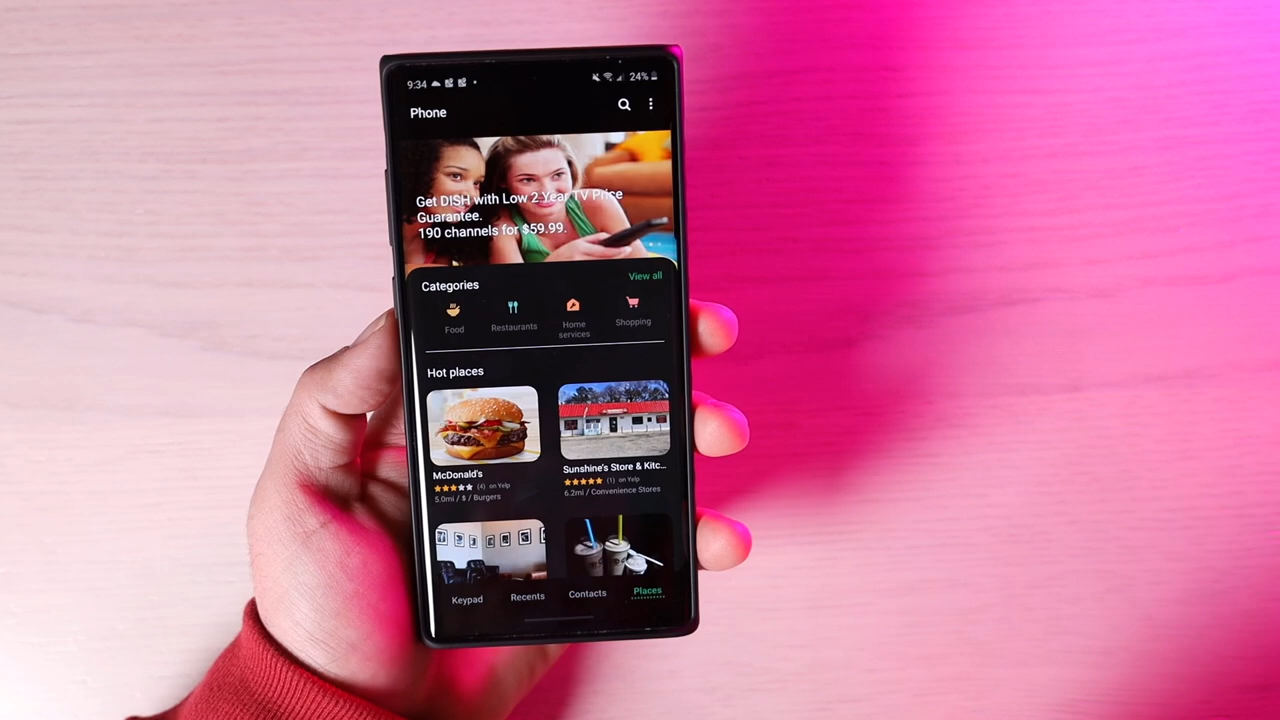 9:34
24%
Phone
Get DISH with Low 2 Year TV Price
Guarantee.
190 channels for $59.99.
Categories
View all
Food
Restaurants
Home
services
Shopping
Hot places
McDonald's
(4) on Yelp
5.0mi / $ / Burgers
Sunshine's Store & Kitc...
(1) on Yelp
6.2mi / Convenience Stores
Keypad
Recents
Contacts
Places